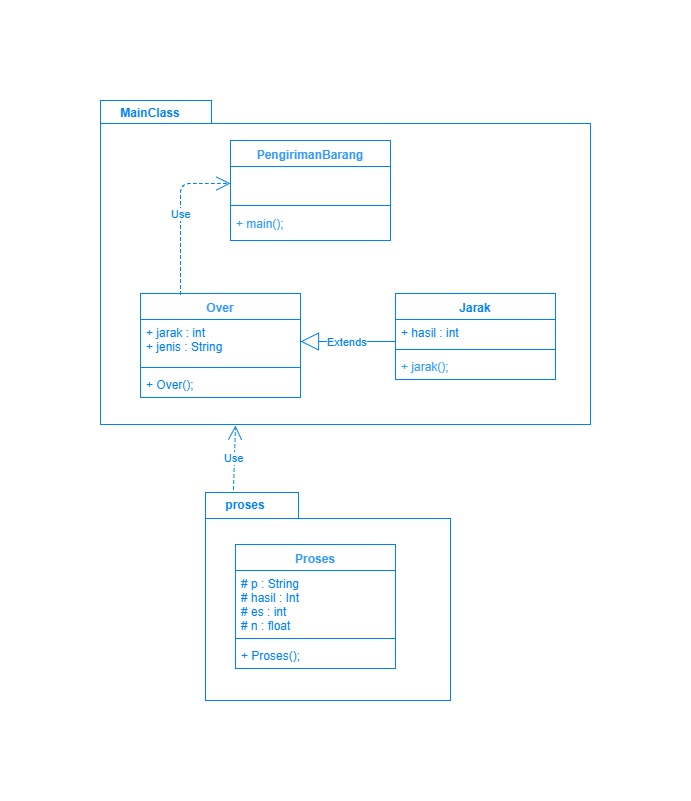 MainClass
PengirimanBarang
+ main();
Use
Over
+ jarak : int
+ jenis : String
+ Over();
Extends
Jarak
+ hasil : int
+ jarak();
Use
proses
Proses
# p : String
# hasil : Int
# es : int
# n : float
+ Proses();